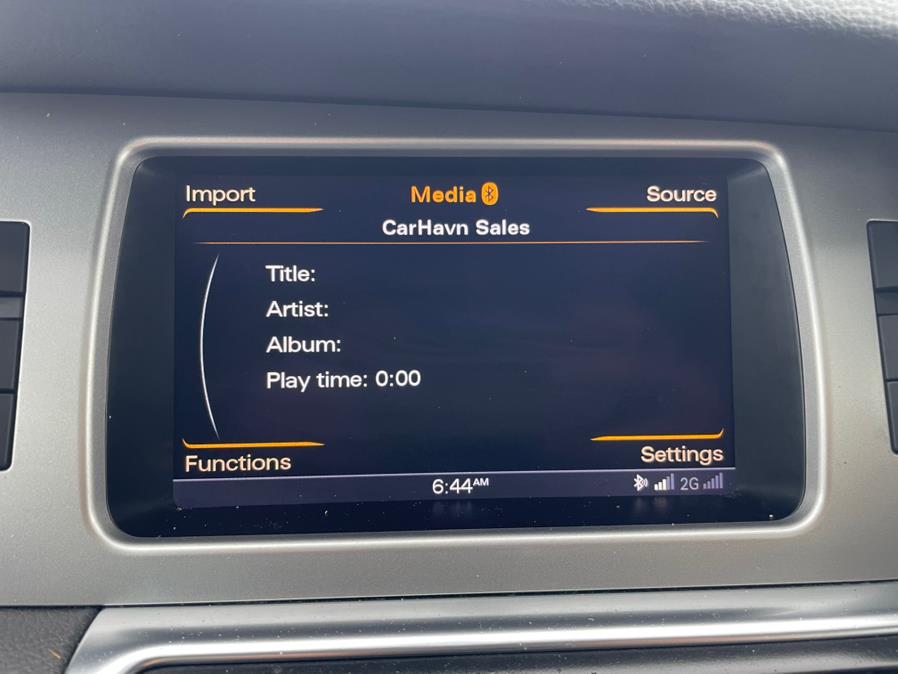 Import
Media
Source
CarHavn Sales
Title:
Artist:
Album:
Play time: 0:00
Functions
Settings
6:44AM
2G